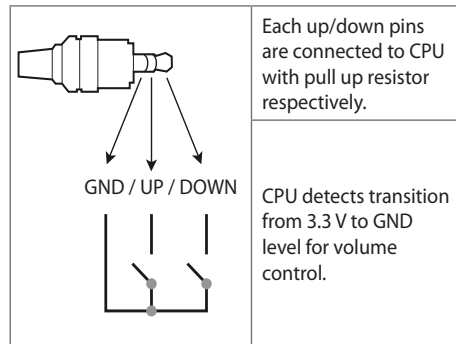 Each up/down pins
are connected to CPU
with pull up resistor
respectively.
GND / UP / DOWN
CPU detects transition
from 3.3 V to GND
level for volume
control.